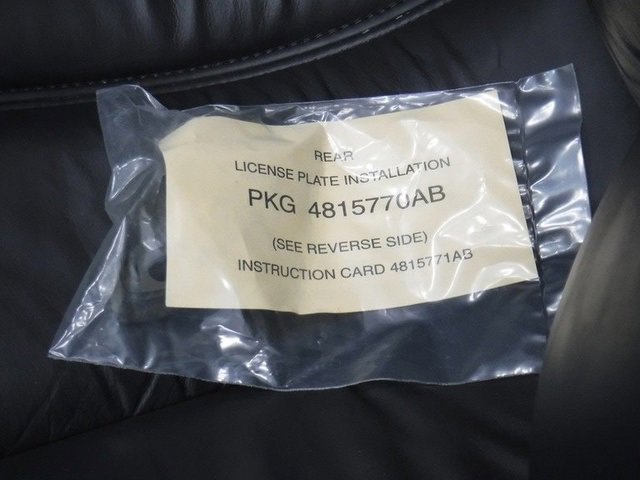 REAR
LICENSE PLATE INSTALLATION
PKG 4815770AB
(SEE REVERSE SIDE)
INSTRUCTION CARD 4815771AB